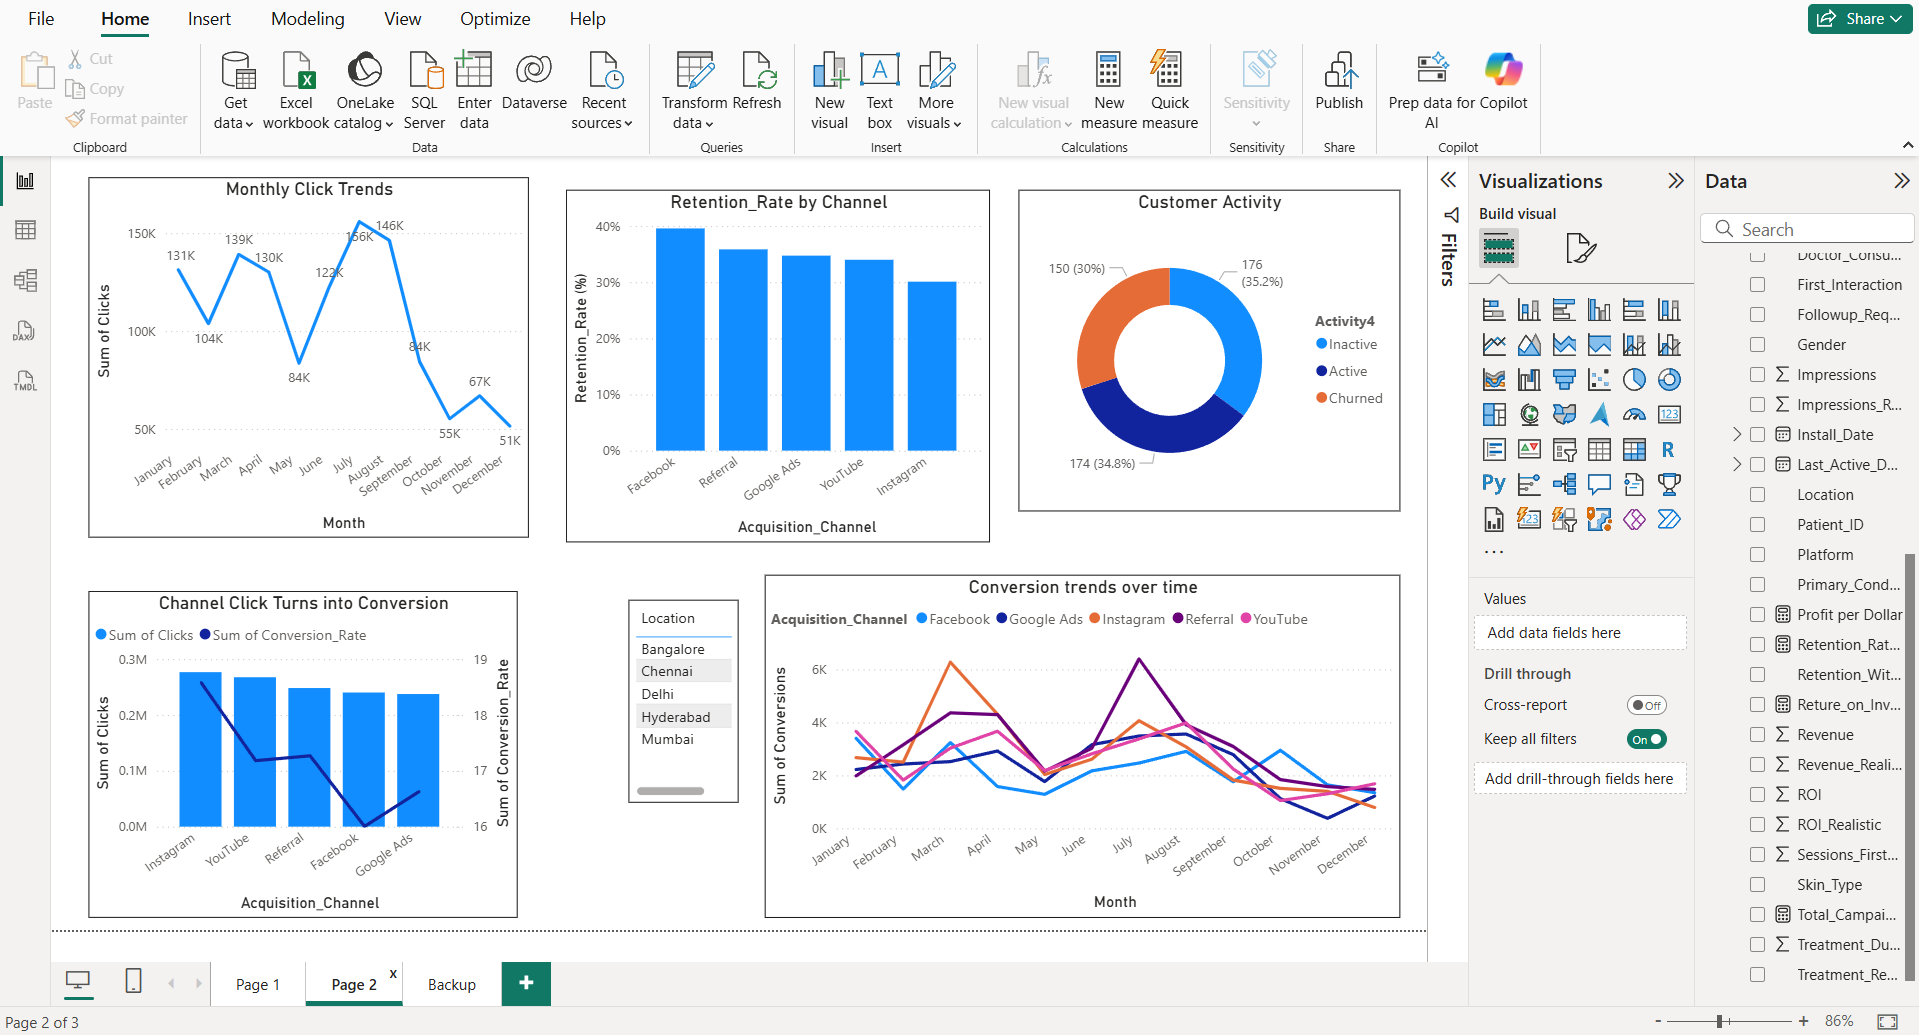 File Home Insert Modeling View Optimize Help Share
Paste
Cut
Copy
Format painter
Clipboard
Get data
Excel workbook
OneLake catalog
SQL Server
Enter data
Dataverse
Recent sources
Data
Transform data
Refresh
Queries
New visual
Text box
More visuals
Insert
New visual calculation
New measure
Quick measure
Calculations
Sensitivity
Sensitivity
Publish
Share
Prep data for AI
Copilot
Copilot
DAX
TMDL
Monthly Click Trends
Sum of Clicks
150K
100K
50K
131K
104K
139K
130K
84K
122K
156K
146K
84K
55K
67K
51K
January
February
March
April
May
June
July
August
September
October
November
December
Month
Retention_Rate by Channel
Retention_Rate (%)
40%
30%
20%
10%
0%
Facebook
Referral
Google Ads
YouTube
Instagram
Acquisition_Channel
Customer Activity
150 (30%)
176
(35.2%)
174 (34.8%)
Activity4
Inactive
Active
Churned
Channel Click Turns into Conversion
Sum of Clicks Sum of Conversion_Rate
Sum of Clicks
0.3M
0.2M
0.1M
0.0M
19
18
17
16
Sum of Conversion_Rate
Instagram
YouTube
Referral
Facebook
Google Ads
Acquisition_Channel
Location
Bangalore
Chennai
Delhi
Hyderabad
Mumbai
Conversion trends over time
Acquisition_Channel Facebook Google Ads Instagram Referral YouTube
Sum of Conversions
6K
4K
2K
0K
January
February
March
April
May
June
July
August
September
October
November
December
Month
Filters
Visualizations
Build visual
123
R
Py
123
...
Values
Add data fields here
Drill through
Cross-report Off
Keep all filters On
Add drill-through fields here
Data
Search
Doctor_Consu...
First_Interaction
Followup_Req...
Gender
Impressions
Impressions_R...
Install_Date
Last_Active_D...
Location
Patient_ID
Platform
Primary_Cond...
Profit per Dollar
Retention_Rat...
Retention_Wit...
Reture_on_Inv...
Revenue
Revenue_Reali...
ROI
ROI_Realistic
Sessions_First...
Skin_Type
Total_Campai...
Treatment_Du...
Treatment_Re...
Page 1
Page 2 x
Backup
+
Page 2 of 3
- + 86%